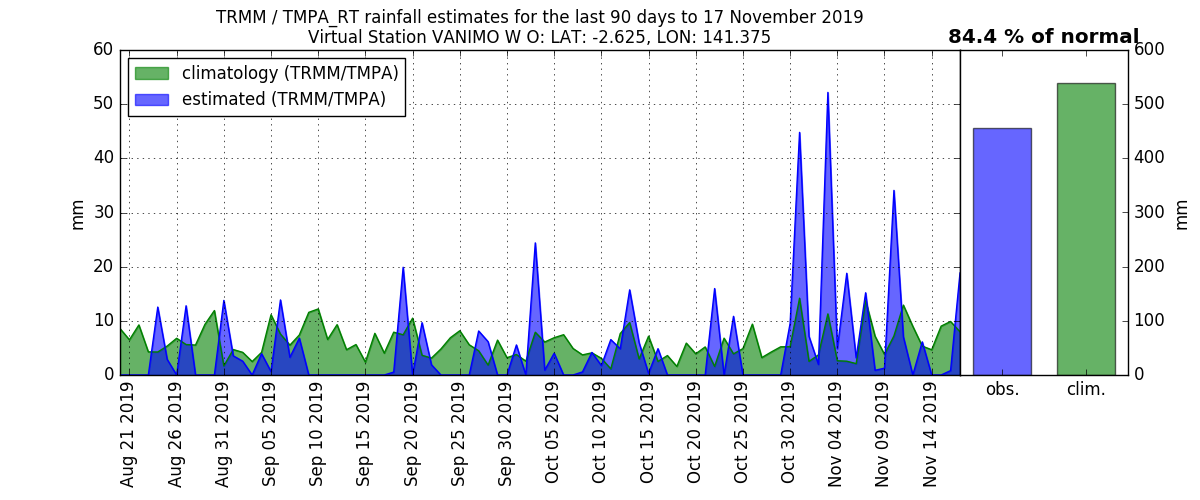 TRMM / TMPA_RT rainfall estimates for the last 90 days to 17 November 2019
Virtual Station VANIMO W O: LAT: -2.625, LON: 141.375
84.4 % of normal
climatology (TRMM/TMPA)
estimated (TRMM/TMPA)
60
50
40
30
20
10
0
mm
Aug 21 2019
Aug 26 2019
Aug 31 2019
Sep 05 2019
Sep 10 2019
Sep 15 2019
Sep 20 2019
Sep 25 2019
Sep 30 2019
Oct 05 2019
Oct 10 2019
Oct 15 2019
Oct 20 2019
Oct 25 2019
Oct 30 2019
Nov 04 2019
Nov 09 2019
Nov 14 2019
obs.
clim.
600
500
400
300
200
100
0
mm